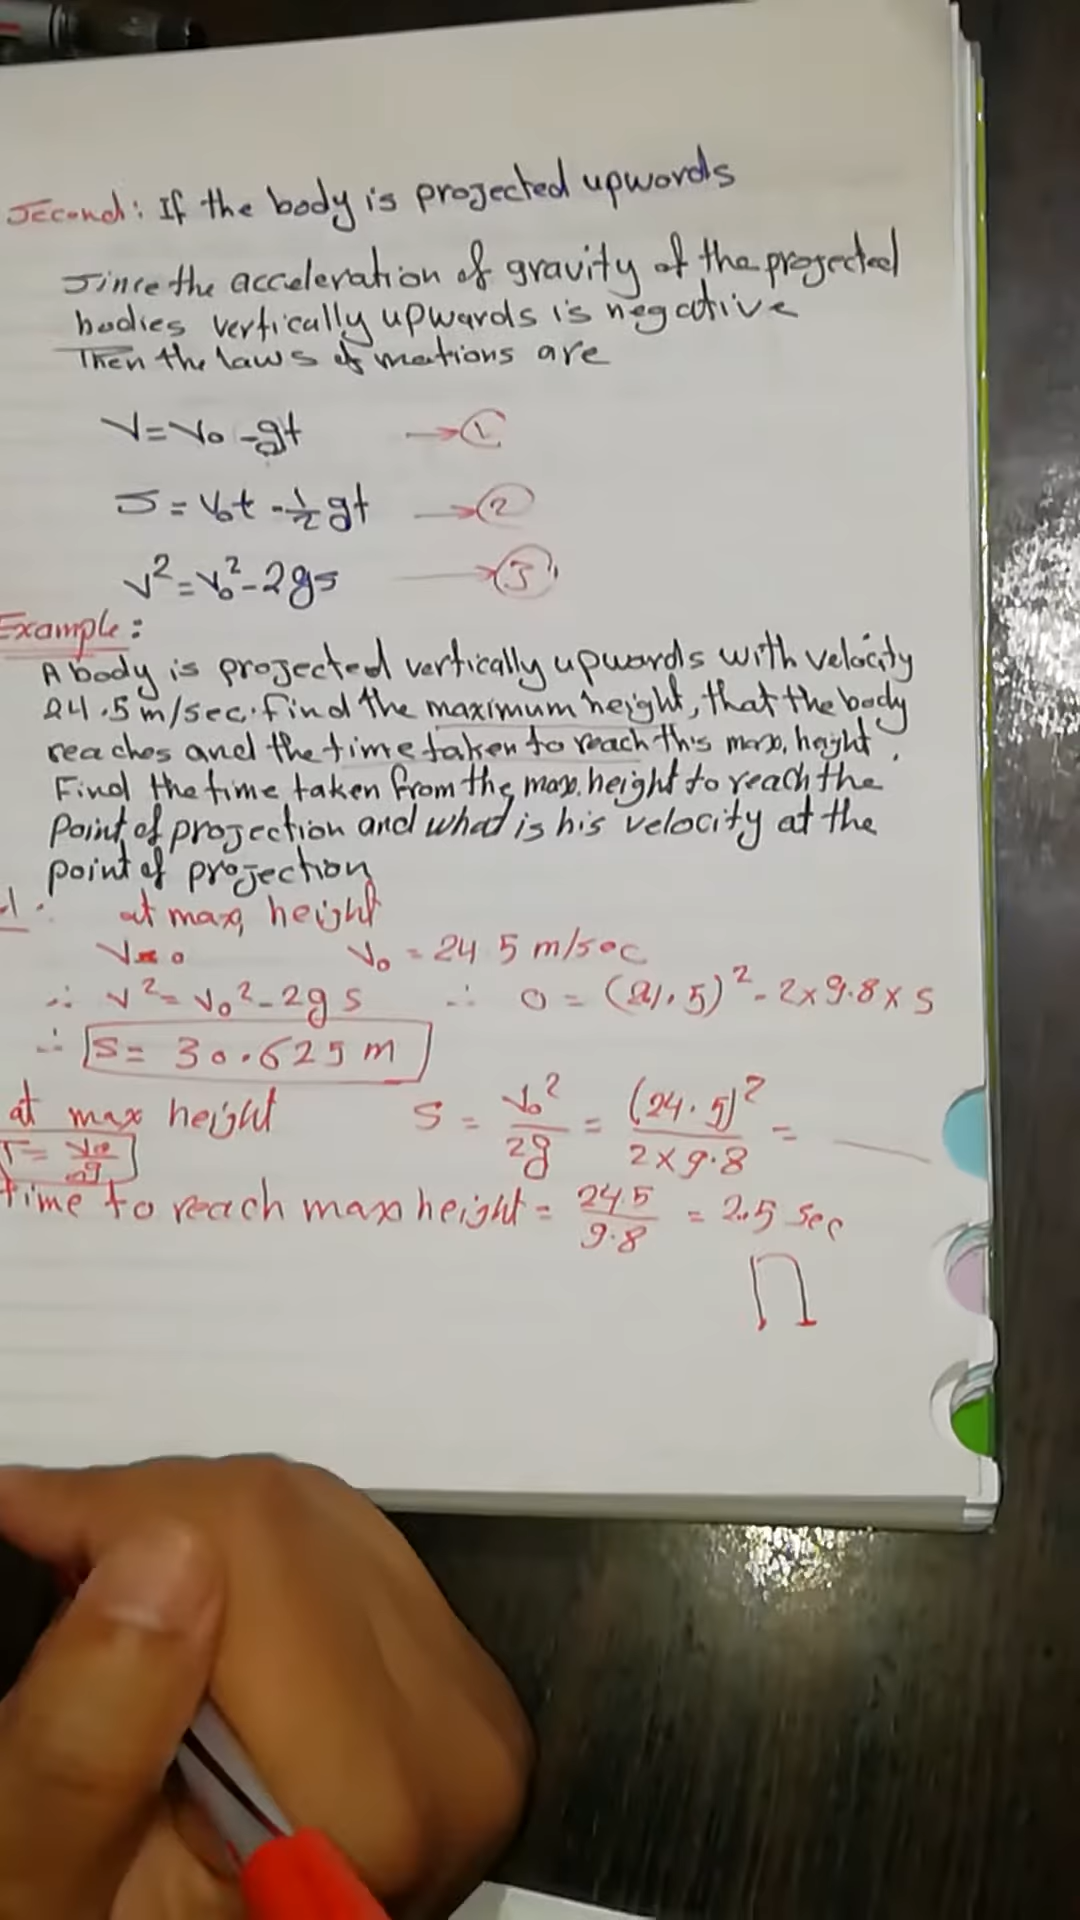 Second: If the body is projected upwords
Since the acceleration of gravity of the projected
bodies vertically upwards is negative
Then the laws of motions are
V = V₀ - gt → ①
S = V₀t - 1/2 gt → ②
V² = V₀² - 2gs → ③
Example:
A body is projected vertically upwards with velocity
24.5 m/sec. find the maximum height, that the body
reaches and the time taken to reach this max. height.
Find the time taken from the max. height to reach the
point of projection and what is his velocity at the
point of projection
at max, height
V = 0 V₀ = 24.5 m/sec
∴ V² = V₀² - 2gs ∴ 0 = (24.5)² - 2×9.8×S
∴ S = 30.625 m
at max height S = V₀²/2g = (24.5)²/2×9.8 =
T = V₀/g
time to reach max height = 24.5/9.8 = 2.5 sec